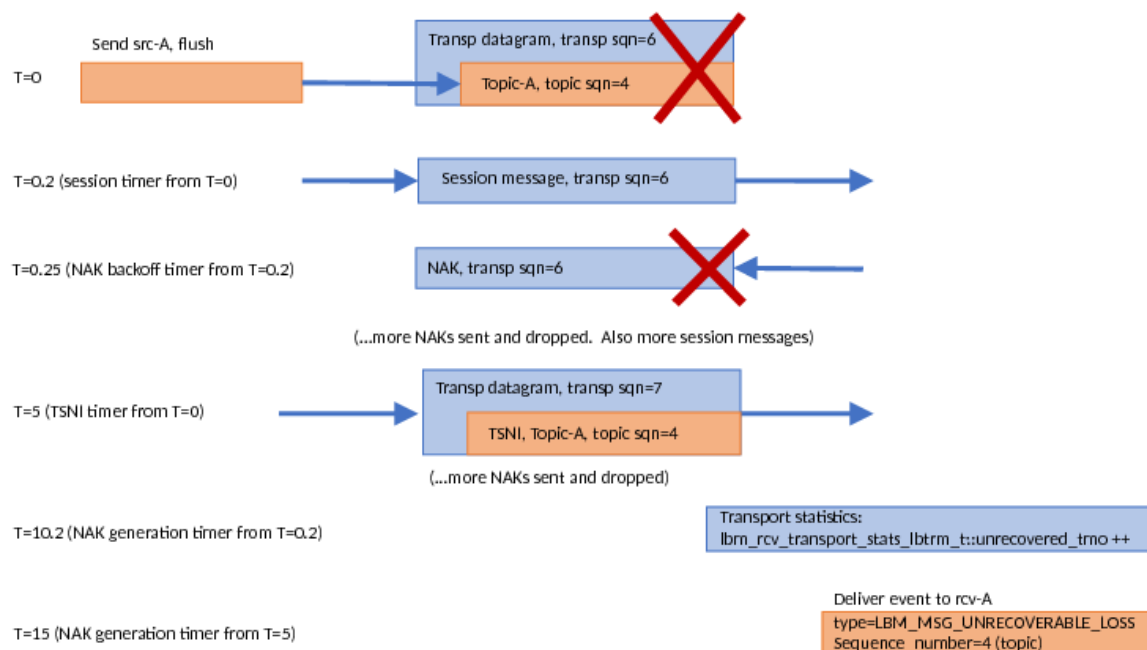 Send src-A, flush
Transp datagram, transp sqn=6
T=0
Topic-A, topic sqn=4
T=0.2 (session timer from T=0)
Session message, transp sqn=6
T=0.25 (NAK backoff timer from T=0.2)
NAK, transp sqn=6
(...more NAKs sent and dropped. Also more session messages)
Transp datagram, transp sqn=7
T=5 (TSNI timer from T=0)
TSNI, Topic-A, topic sqn=4
(...more NAKs sent and dropped)
T=10.2 (NAK generation timer from T=0.2)
Transport statistics:
lbm_rcv_transport_stats_lbtrm_t::unrecovered_tmo ++
Deliver event to rcv-A
T=15 (NAK generation timer from T=5)
type=LBM_MSG_UNRECOVERABLE_LOSS
Sequence_number=4 (topic)